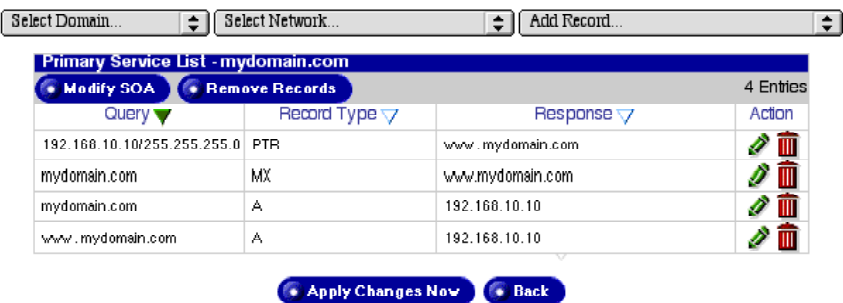 Select Domain... Select Network... Add Record...
Primary Service List - mydomain.com
Modify SOA Remove Records 4 Entries
Query Record Type Response Action
192.168.10.10/255.255.255.0 PTR www.mydomain.com
mydomain.com MX www.mydomain.com
mydomain.com A 192.168.10.10
www.mydomain.com A 192.168.10.10
Apply Changes Now Back